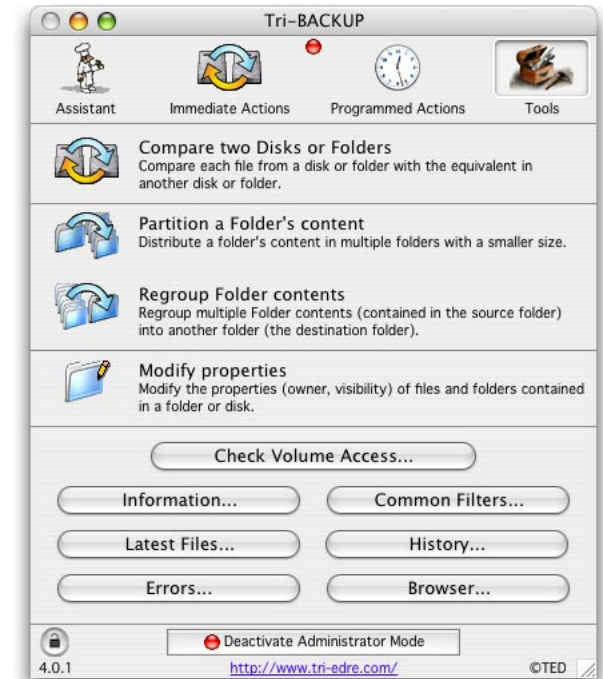 Tri-BACKUP
Assistant
Immediate Actions
Programmed Actions
Tools
Compare two Disks or Folders
Compare each file from a disk or folder with the equivalent in
another disk or folder.
Partition a Folder's content
Distribute a folder's content in multiple folders with a smaller size.
Regroup Folder contents
Regroup multiple Folder contents (contained in the source folder)
into another folder (the destination folder).
Modify properties
Modify the properties (owner, visibility) of files and folders contained
in a folder or disk.
Check Volume Access...
Information...
Common Filters...
Latest Files...
History...
Errors...
Browser...
Deactivate Administrator Mode
4.0.1
http://www.tri-edre.com/
©TED